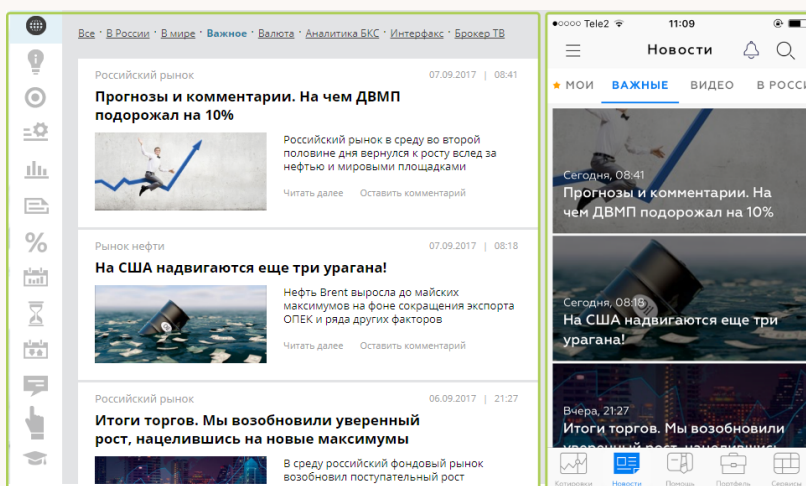 Все · В России · В мире · Важное · Валюта · Аналитика БКС · Интерфакс · Брокер ТВ
Российский рынок 07.09.2017 | 08:41
Прогнозы и комментарии. На чем ДВМП
подорожал на 10%
Российский рынок в среду во второй
половине дня вернулся к росту вслед за
нефтью и мировыми площадками
Читать далее Оставить комментарий
Рынок нефти 07.09.2017 | 08:18
На США надвигаются еще три урагана!
Нефть Brent выросла до майских
максимумов на фоне сокращения экспорта
ОПЕК и ряда других факторов
Читать далее Оставить комментарий
Российский рынок 06.09.2017 | 21:27
Итоги торгов. Мы возобновили уверенный
рост, нацелившись на новые максимумы
В среду российский фондовый рынок
возобновил поступательный рост
Tele2 11:09
Новости
МОИ ВАЖНЫЕ ВИДЕО В РОССИ
Сегодня, 08:41
Прогнозы и комментарии. На
чем ДВМП подорожал на 10%
Сегодня, 08:18
На США надвигаются еще три
урагана!
Вчера, 21:27
Итоги торгов. Мы возобновили
уверенный рост, нацелившись
Котировки Новости Помощь Портфель Сервисы